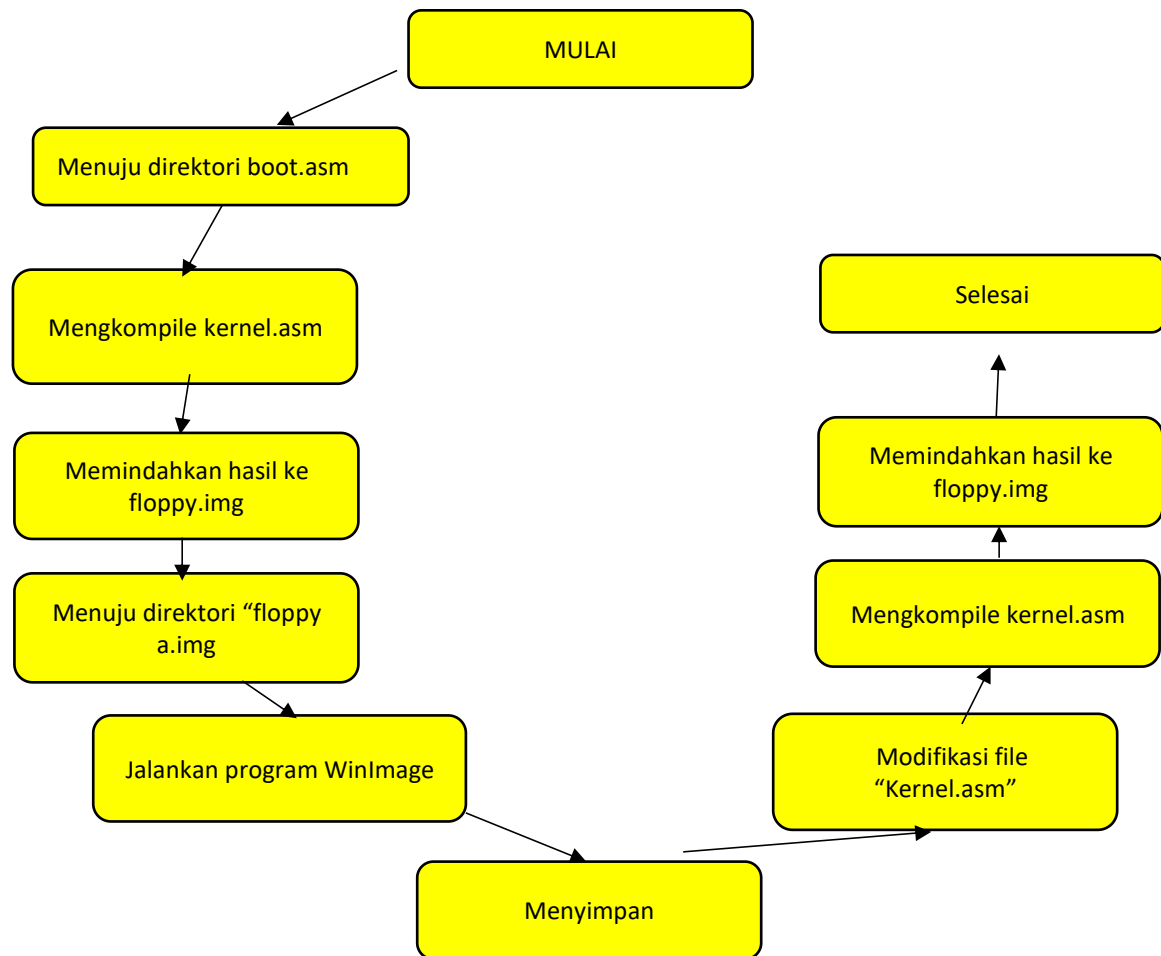 MULAI
Menuju direktori boot.asm
Mengkompile kernel.asm
Memindahkan hasil ke
floppy.img
Menuju direktori “floppy
a.img
Jalankan program WinImage
Menyimpan
Modifikasi file
“Kernel.asm”
Mengkompile kernel.asm
Memindahkan hasil ke
floppy.img
Selesai